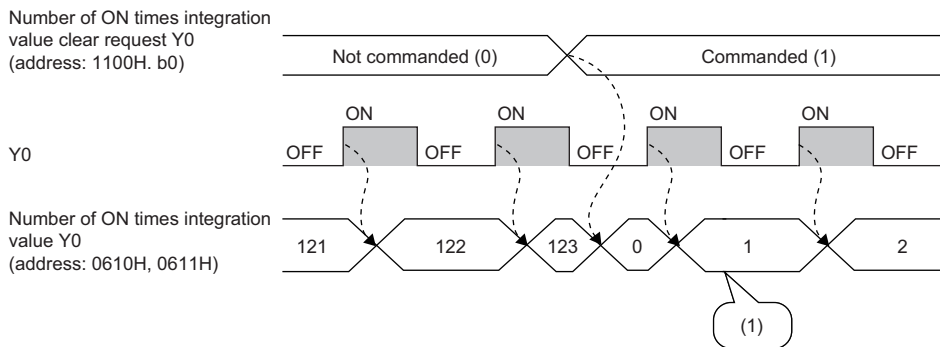 Number of ON times integration
value clear request Y0
(address: 1100H. b0)
Not commanded (0)
Commanded (1)
ON
ON
ON
ON
Y0
OFF
OFF
OFF
OFF
OFF
Number of ON times integration
value Y0
(address: 0610H, 0611H)
121
122
123
0
1
2
(1)